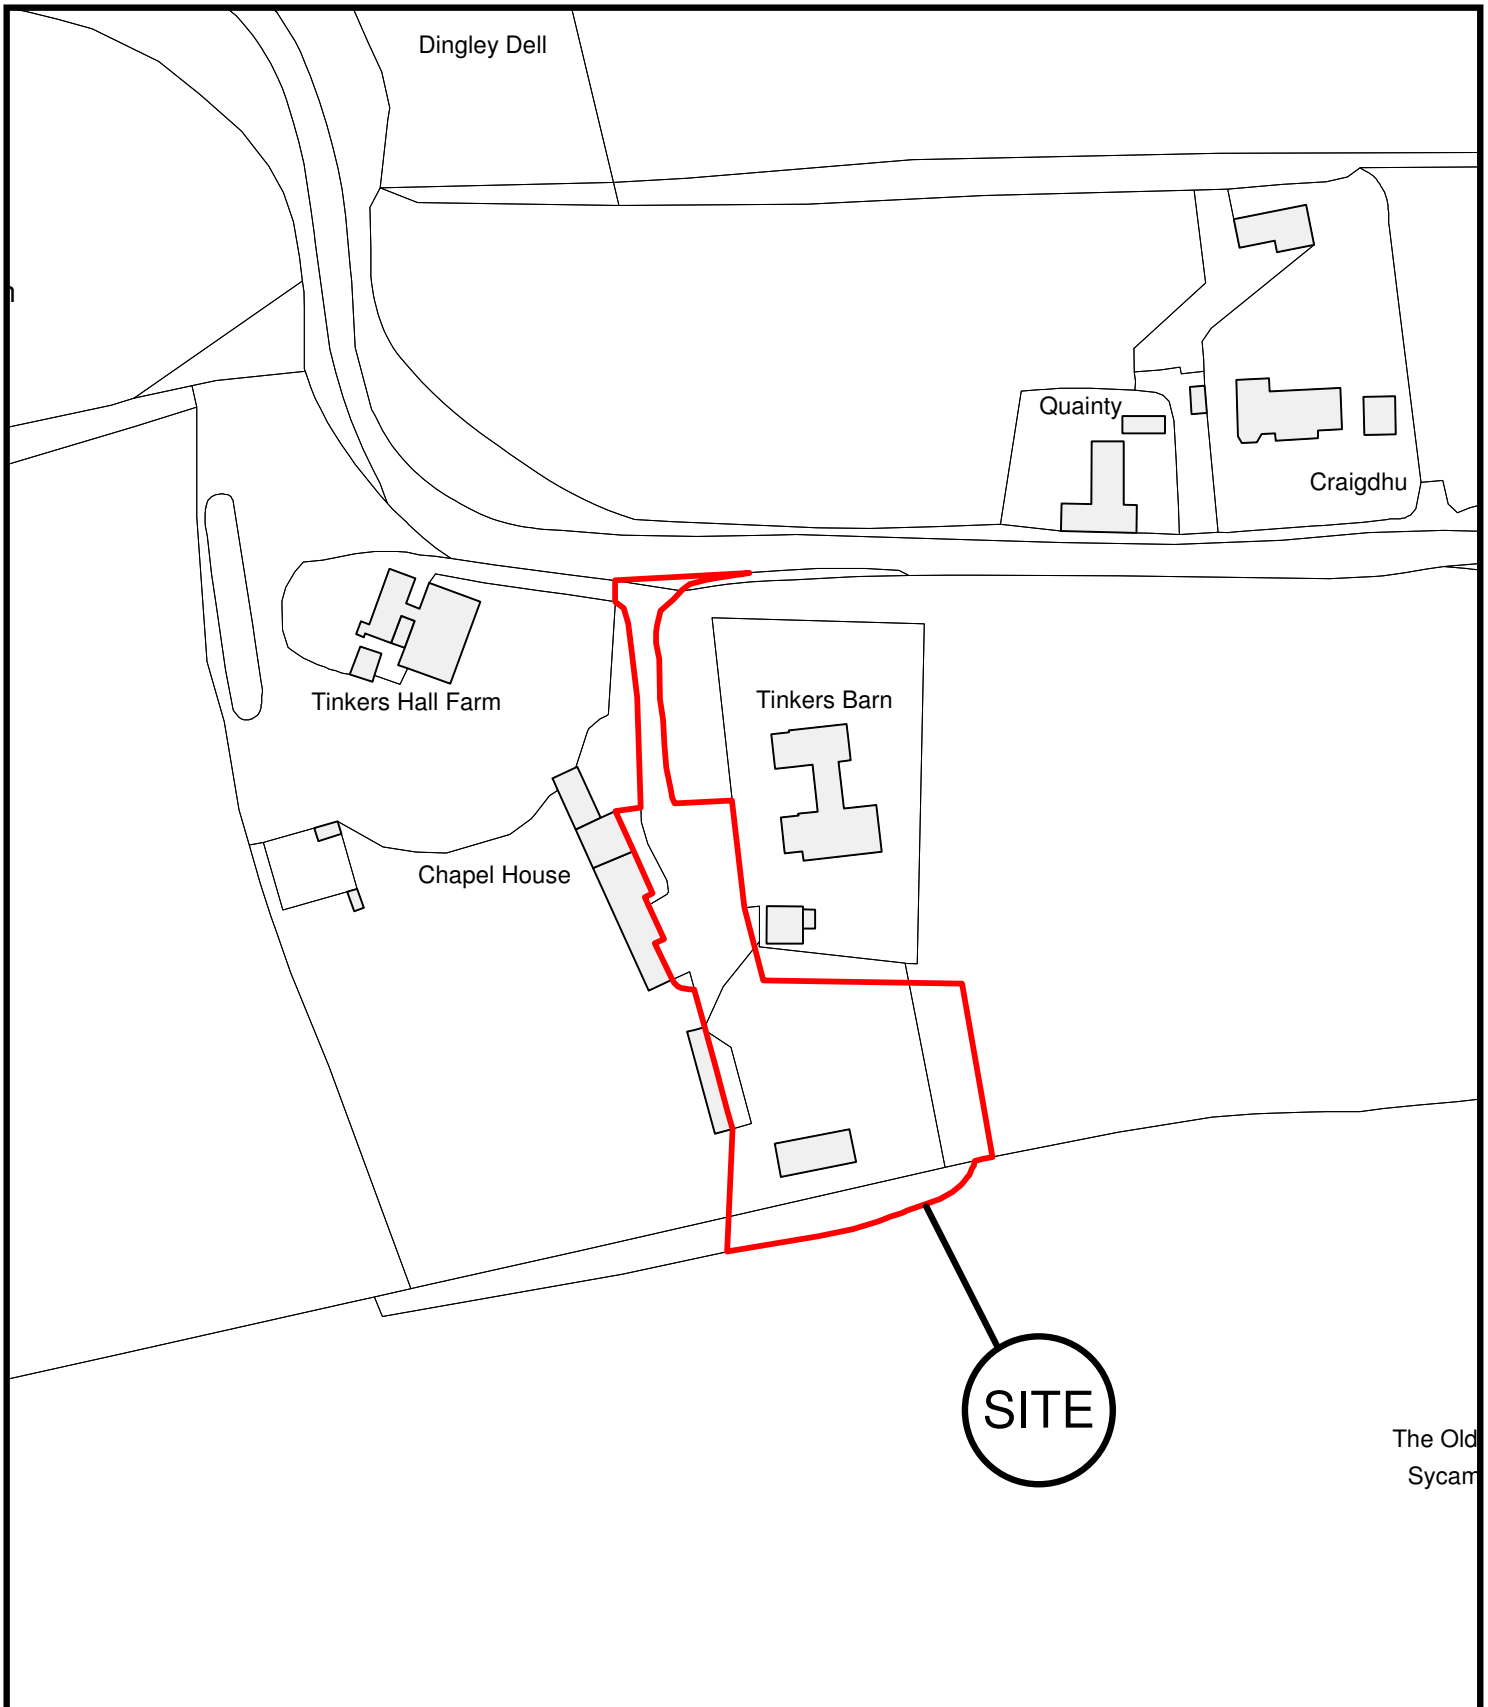 Dingley Dell
Quainty
Craigdhu
Tinkers Hall Farm
Tinkers Barn
Chapel House
SITE
The Old